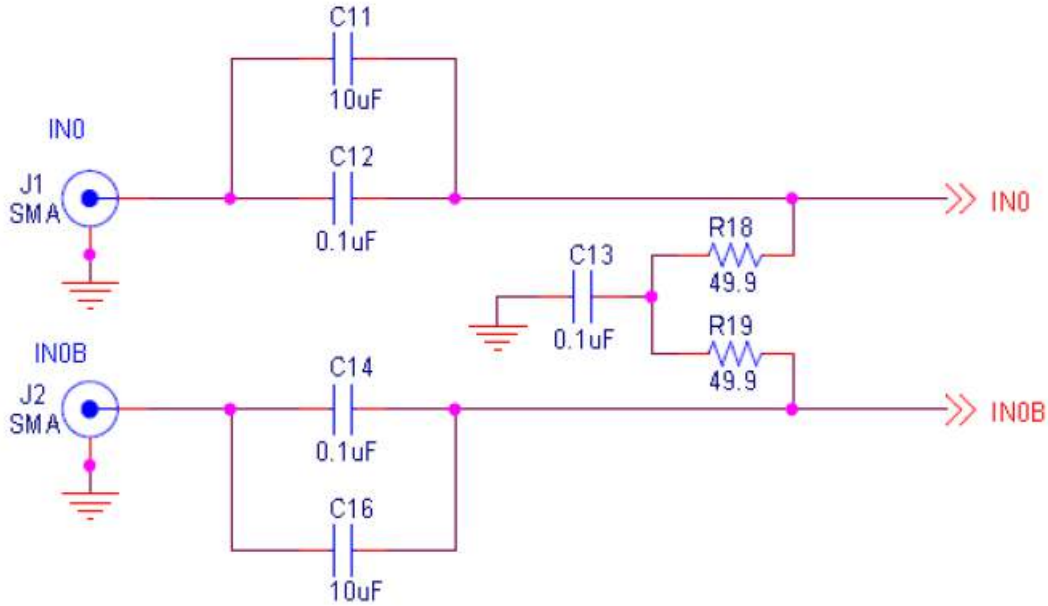 C11
10uF
IN0
C12
J1
SMA
0.1uF
IN0
R18
49.9
C13
0.1uF
R19
49.9
IN0B
C14
J2
SMA
0.1uF
IN0B
C16
10uF